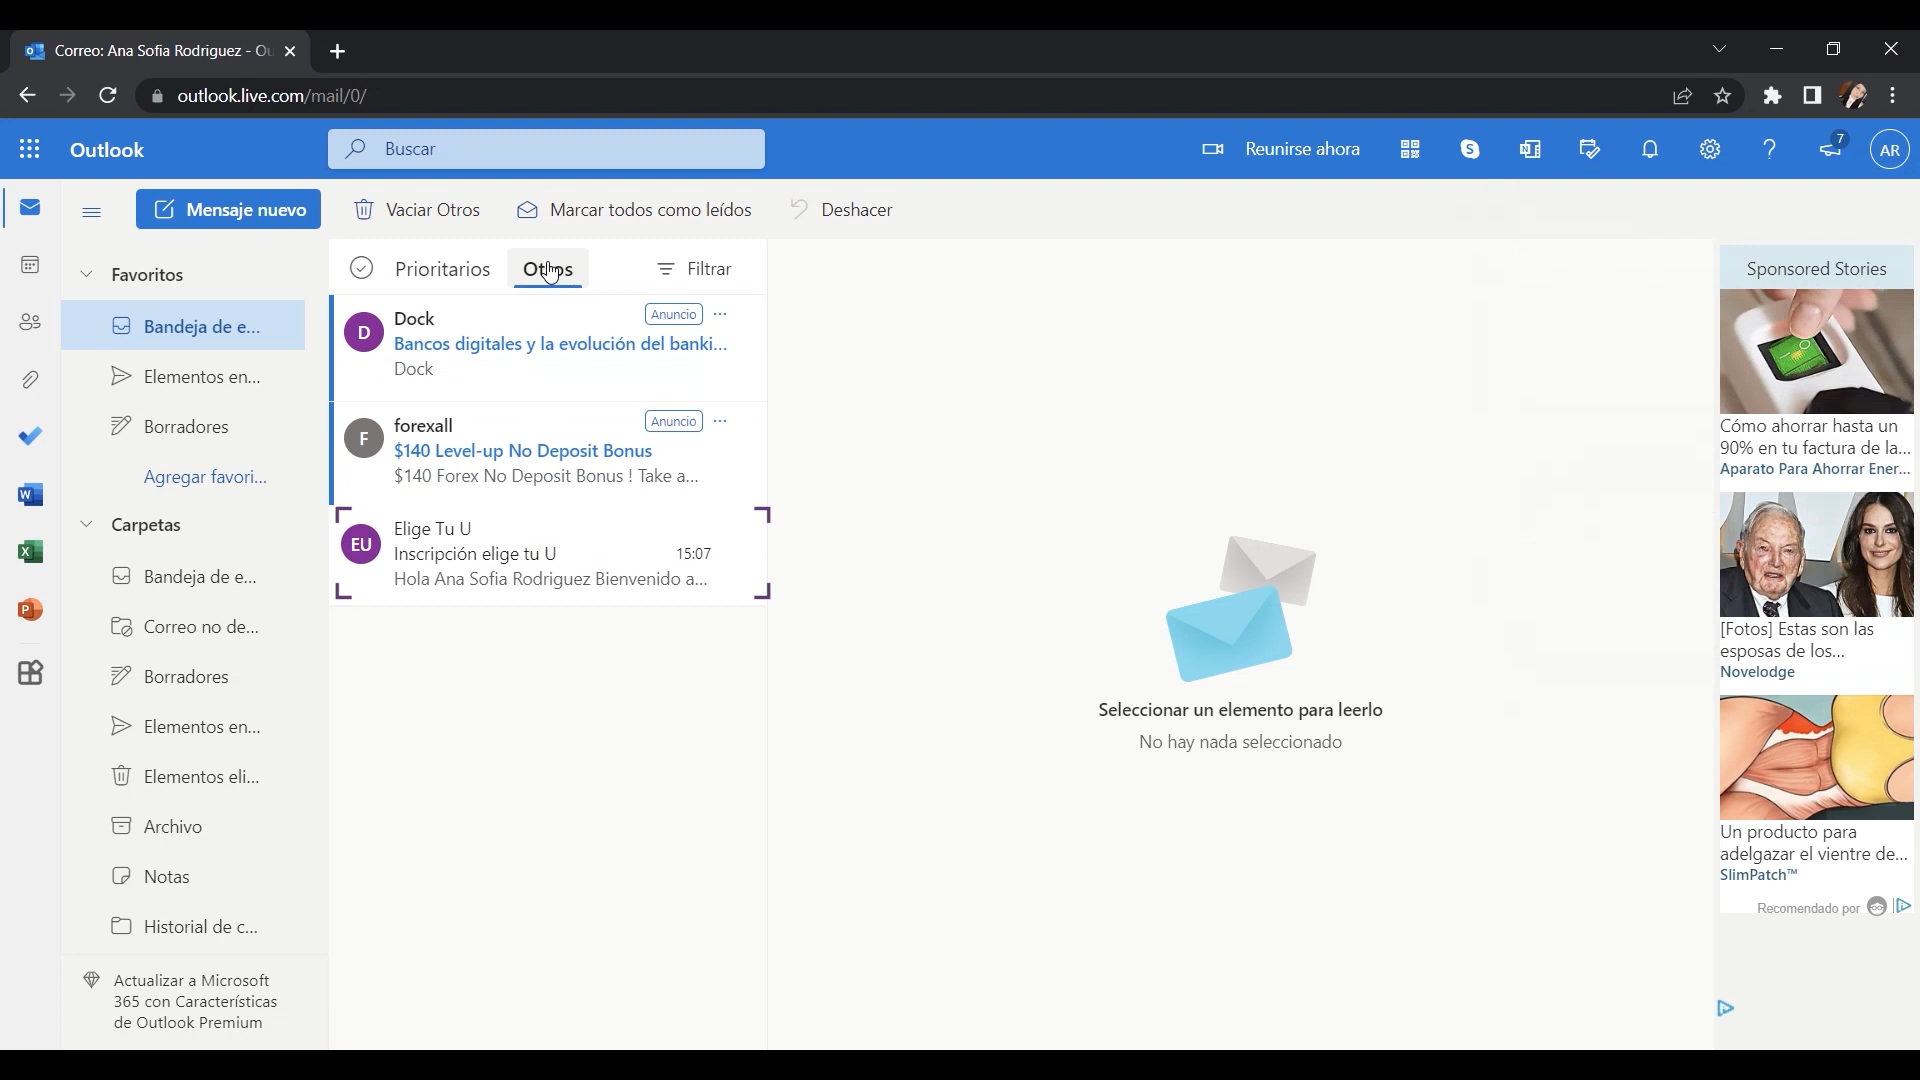 Correo: Ana Sofia Rodriguez - Ou
outlook.live.com/mail/0/
Outlook
Buscar
Reunirse ahora
7
AR
Mensaje nuevo
Vaciar Otros
Marcar todos como leídos
Deshacer
Favoritos
Bandeja de e...
Elementos en...
Borradores
Agregar favori...
Carpetas
Bandeja de e...
Correo no de...
Borradores
Elementos en...
Elementos eli...
Archivo
Notas
Historial de c...
Actualizar a Microsoft
365 con Características
de Outlook Premium
Prioritarios
Otros
Filtrar
D
Dock
Anuncio
Bancos digitales y la evolución del banki...
Dock
F
forexall
Anuncio
$140 Level-up No Deposit Bonus
$140 Forex No Deposit Bonus ! Take a...
EU
Elige Tu U
Inscripción elige tu U
15:07
Hola Ana Sofia Rodriguez Bienvenido a...
Seleccionar un elemento para leerlo
No hay nada seleccionado
Sponsored Stories
Cómo ahorrar hasta un
90% en tu factura de la...
Aparato Para Ahorrar Ener...
[Fotos] Estas son las
esposas de los...
Novelodge
Un producto para
adelgazar el vientre de...
SlimPatch™
Recomendado por